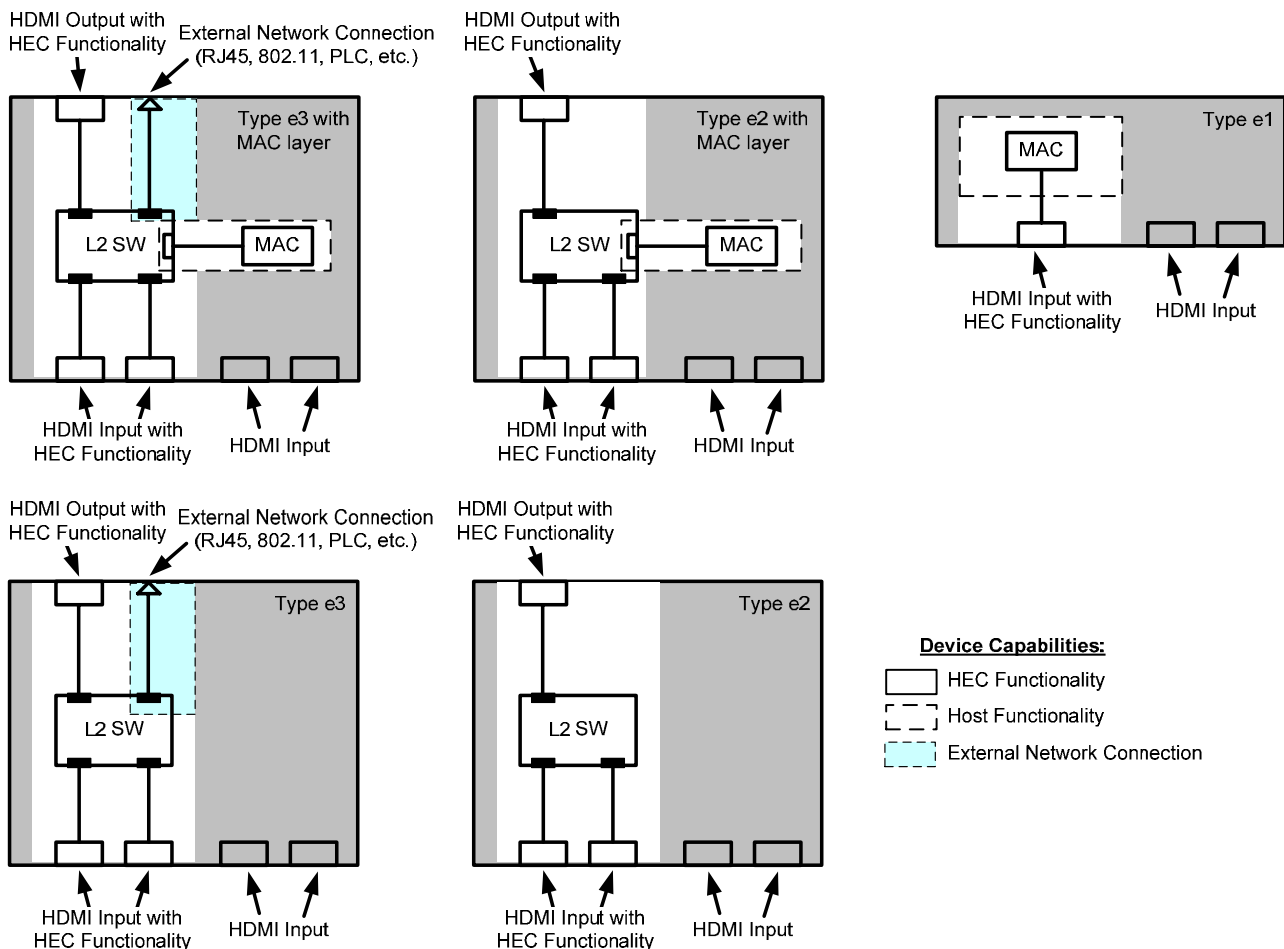 HDMI Output with
HEC Functionality
External Network Connection
(RJ45, 802.11, PLC, etc.)
Type e3 with
MAC layer
L2 SW
MAC
HDMI Input with
HEC Functionality
HDMI Input
HDMI Output with
HEC Functionality
Type e2 with
MAC layer
L2 SW
MAC
HDMI Input with
HEC Functionality
HDMI Input
Type e1
MAC
HDMI Input with
HEC Functionality
HDMI Input
HDMI Output with
HEC Functionality
External Network Connection
(RJ45, 802.11, PLC, etc.)
Type e3
L2 SW
HDMI Input with
HEC Functionality
HDMI Input
HDMI Output with
HEC Functionality
Type e2
L2 SW
HDMI Input with
HEC Functionality
HDMI Input
Device Capabilities:
HEC Functionality
Host Functionality
External Network Connection